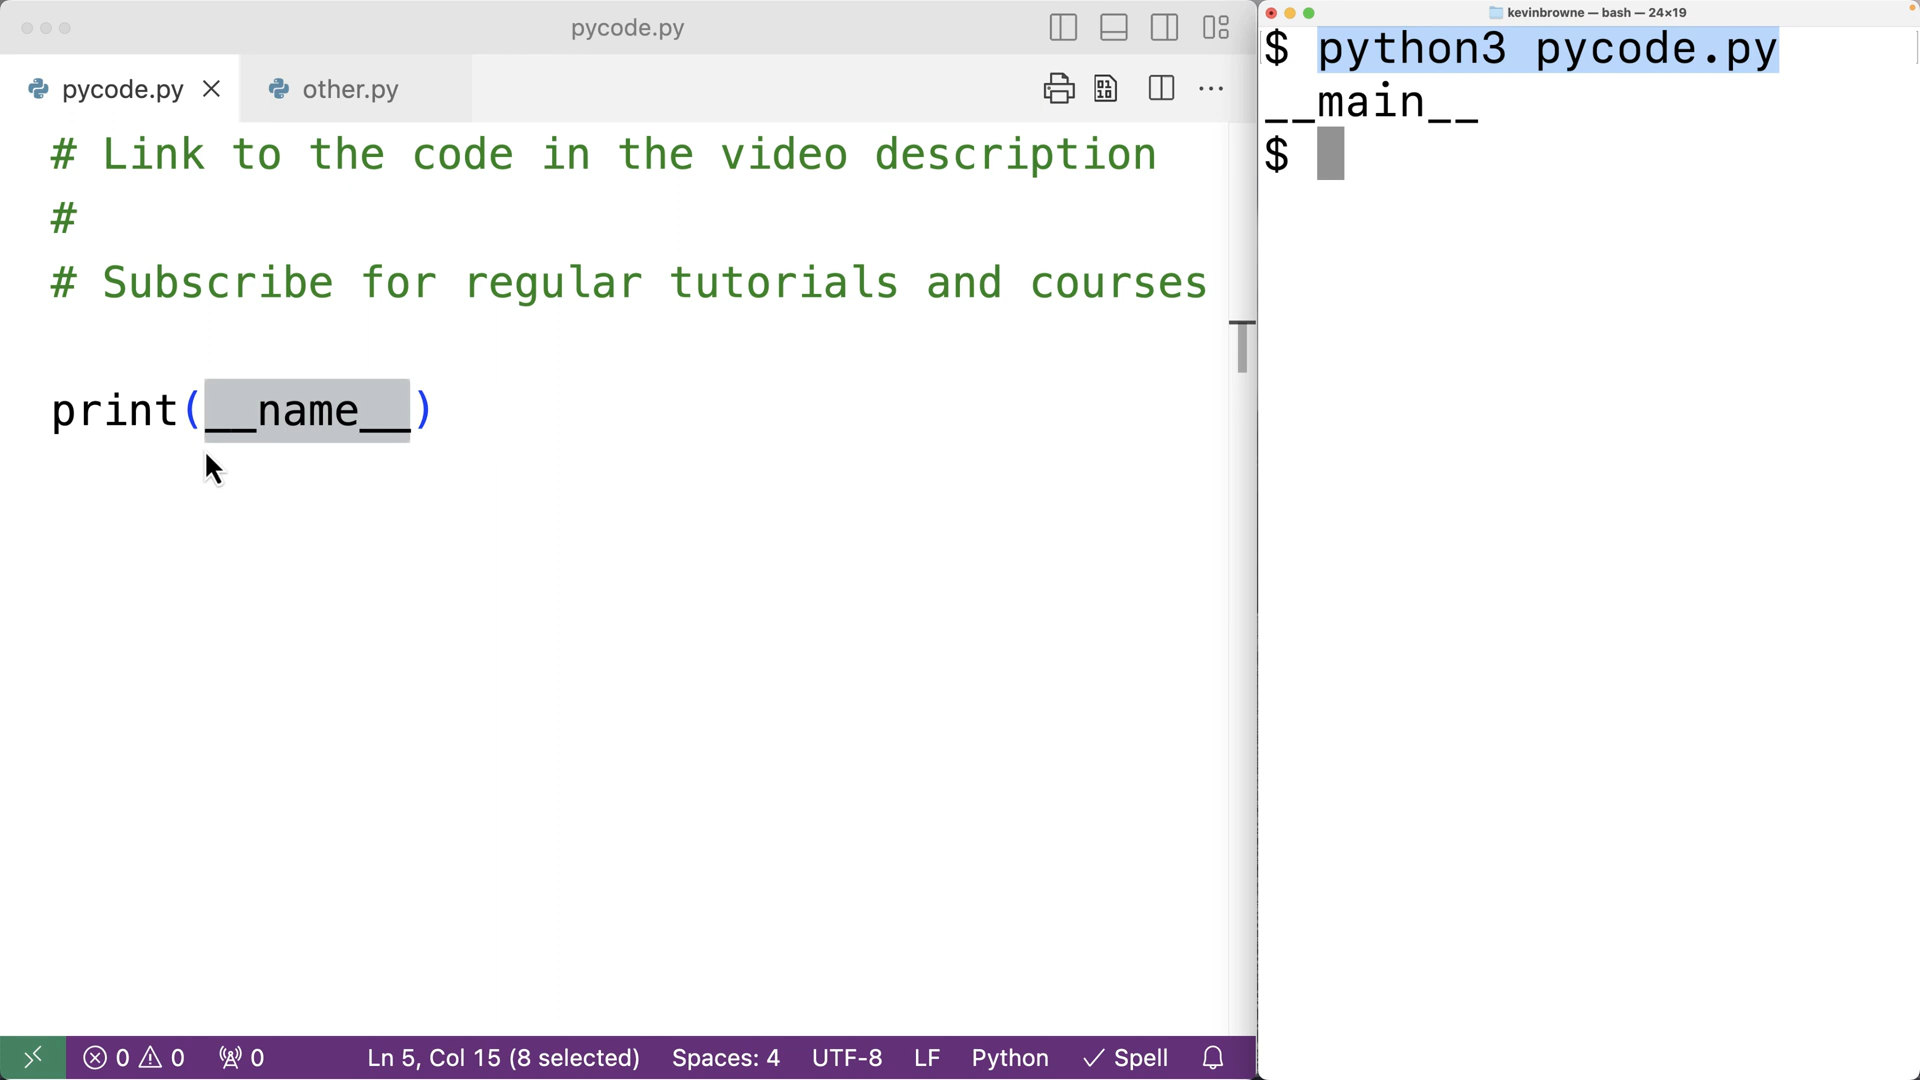 pycode.py
pycode.py
other.py
# Link to the code in the video description
#
# Subscribe for regular tutorials and courses
print(__name__)
0 0 0 Ln 5, Col 15 (8 selected) Spaces: 4 UTF-8 LF Python Spell
kevinbrowne — bash — 24×19
$ python3 pycode.py
__main__
$